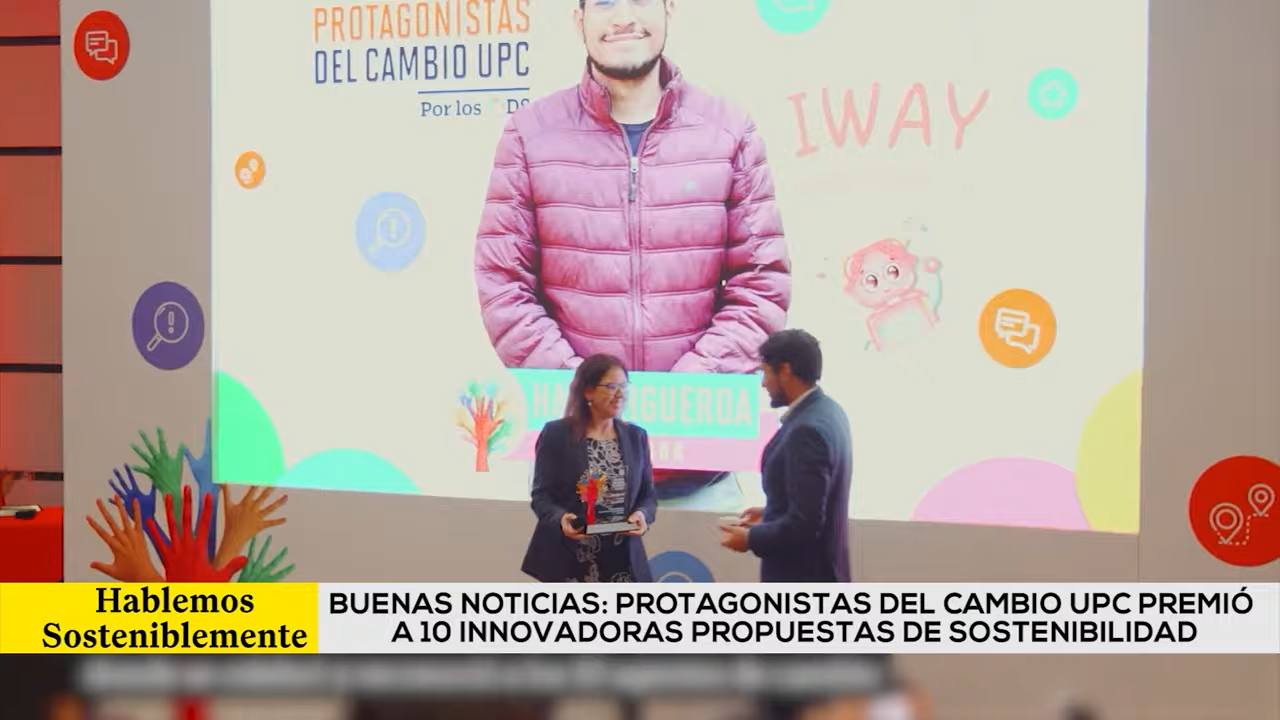 PROTAGONISTAS
DEL CAMBIO UPC
Por los
IWAY
Hablemos
Sosteniblemente
BUENAS NOTICIAS: PROTAGONISTAS DEL CAMBIO UPC PREMIÓ
A 10 INNOVADORAS PROPUESTAS DE SOSTENIBILIDAD